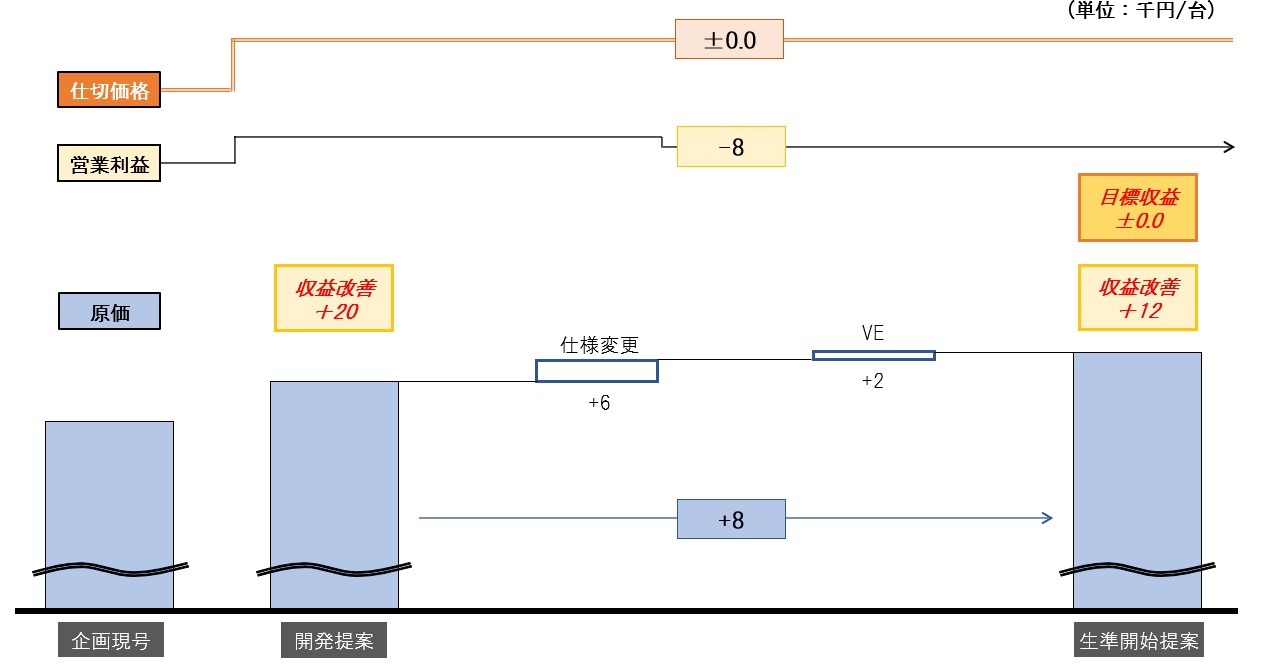 （単位：千円/台）
±0.0
仕切価格
−8
営業利益
目標収益
±0.0
収益改善
＋20
収益改善
＋12
原価
仕様変更
+6
VE
+2
+8
企画現号
開発提案
生準開始提案